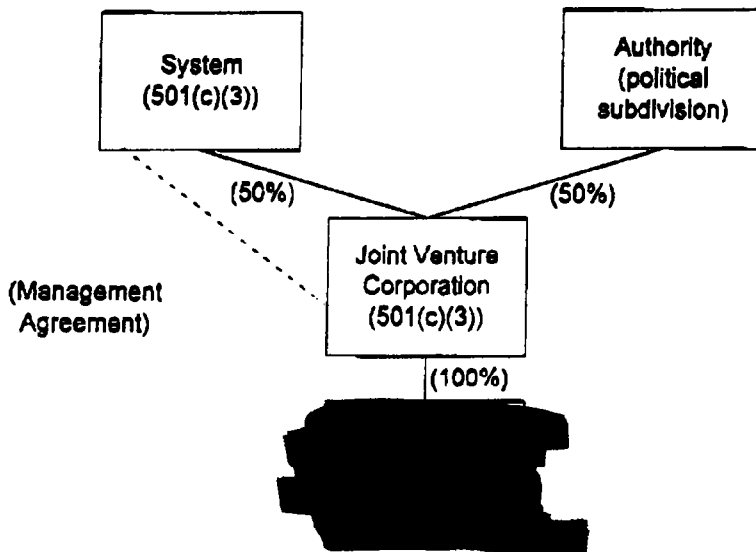 System
(501(c)(3))
Authority
(political
subdivision)
(50%)
(50%)
Joint Venture
Corporation
(501(c)(3))
(Management
Agreement)
(100%)